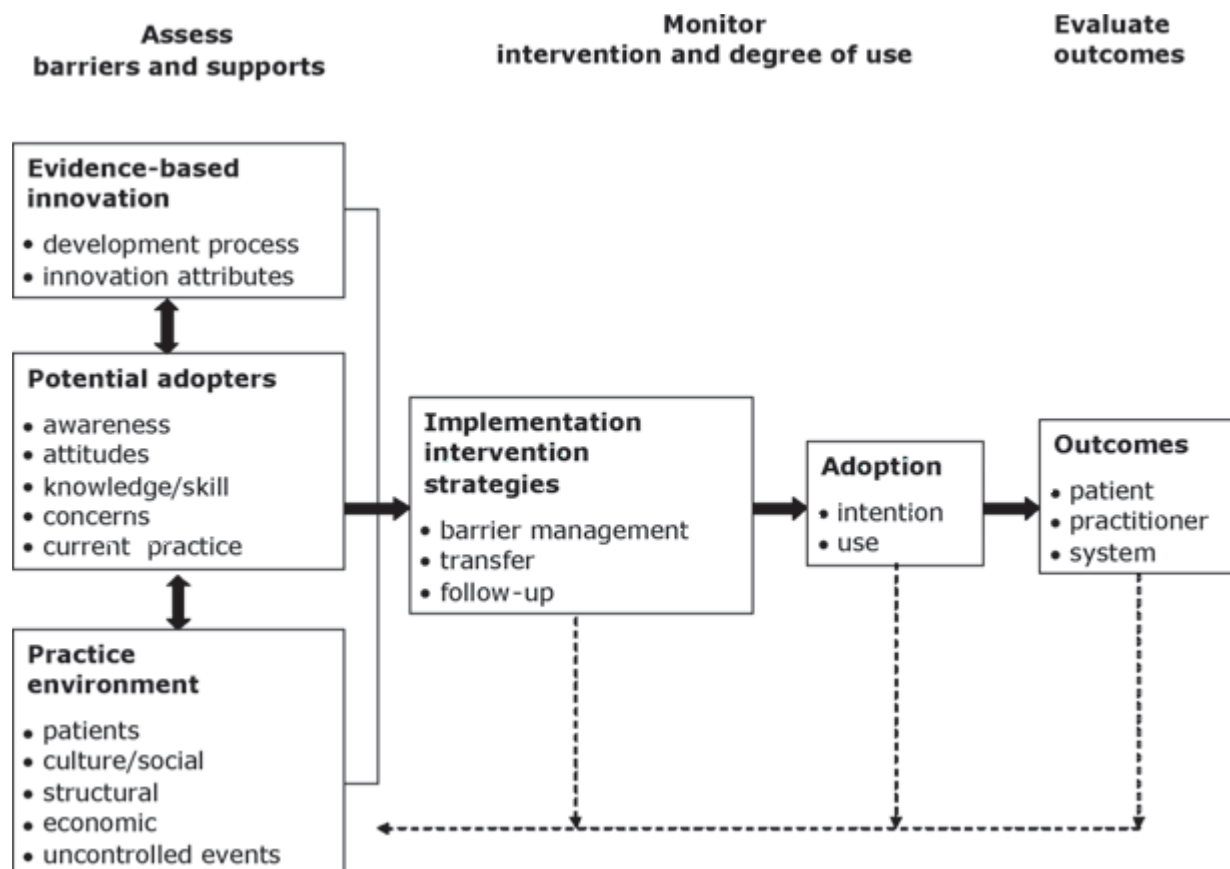 Assess
barriers and supports
Monitor
intervention and degree of use
Evaluate
outcomes
Evidence-based
innovation
• development process
• innovation attributes
Potential adopters
• awareness
• attitudes
• knowledge/skill
• concerns
• current practice
Practice
environment
• patients
• culture/social
• structural
• economic
• uncontrolled events
Implementation
intervention
strategies
• barrier management
• transfer
• follow-up
Adoption
• intention
• use
Outcomes
• patient
• practitioner
• system